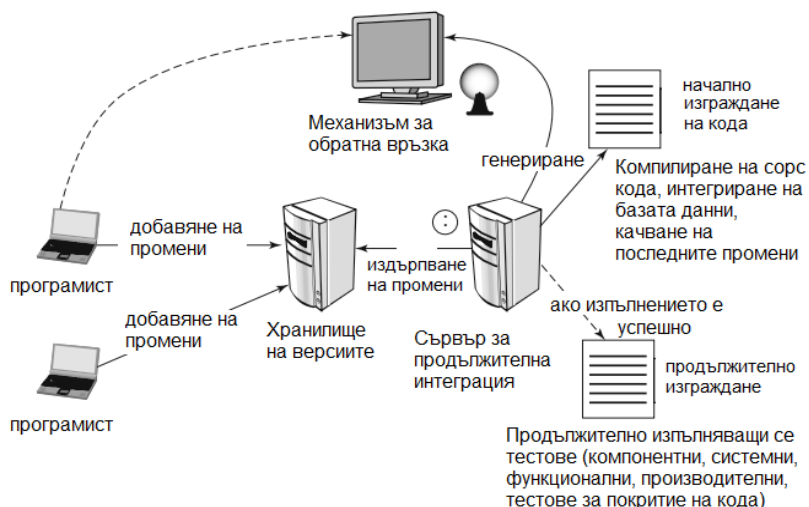 Механизъм за
обратна връзка
генериране
начално
изграждане
на кода
Компилиране на сорс
кода, интегриране на
базата данни,
качване на
последните промени
добавяне на
промени
програмист
добавяне на
промени
програмист
Хранилище
на версиите
издърпване
на промени
Сървър за
продължителна
интеграция
ако изпълнението е
успешно
продължително
изграждане
Продължително изпълняващи се
тестове (компонентни, системни,
функционални, производителни,
тестове за покритие на кода)